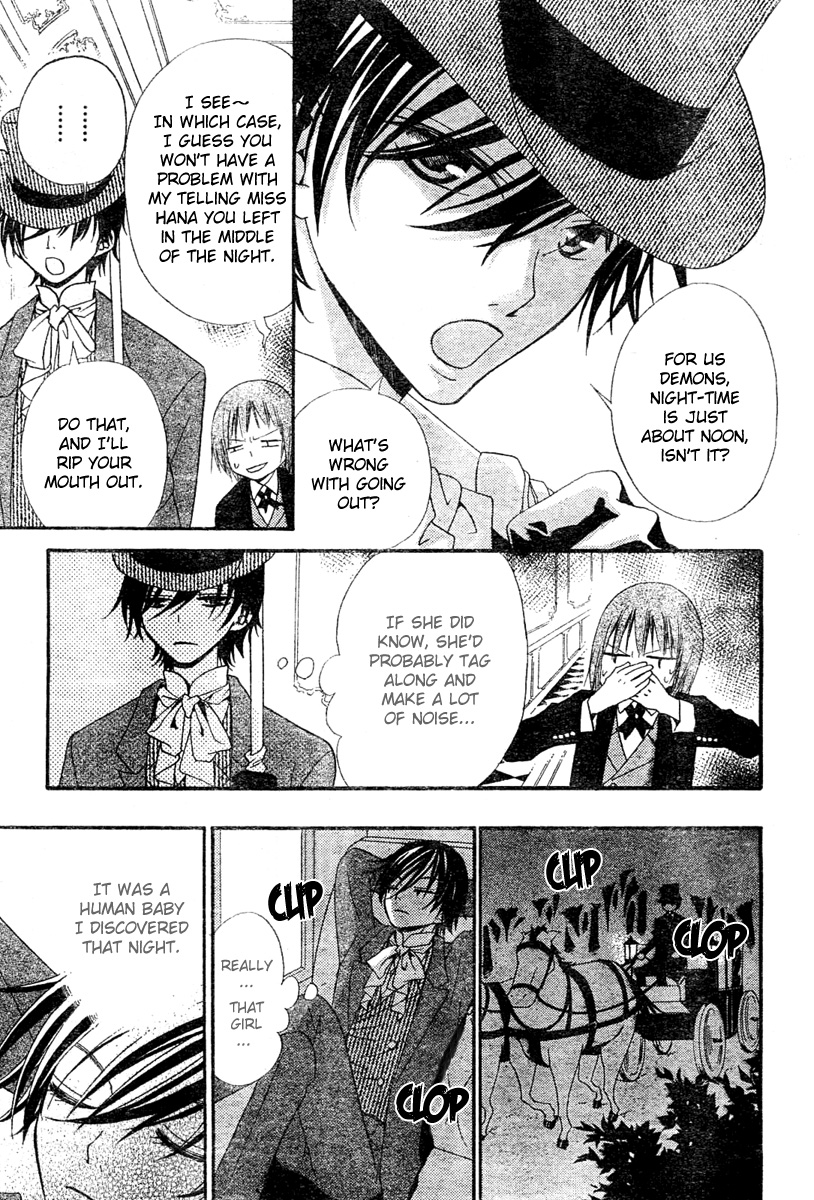 FOR US
DEMONS,
NIGHT-TIME
IS JUST
ABOUT NOON,
ISN'T IT?
WHAT'S
WRONG
WITH GOING
OUT?
I SEE~
IN WHICH CASE,
I GUESS YOU
WON'T HAVE A
PROBLEM WITH
MY TELLING MISS
HANA YOU LEFT
IN THE MIDDLE
OF THE NIGHT.
......
DO THAT,
AND I'LL
RIP YOUR
MOUTH OUT.
IF SHE DID
KNOW, SHE'D
PROBABLY TAG
ALONG AND
MAKE A LOT
OF NOISE...
CLIP
CLOP
CLIP
REALLY
...
THAT
GIRL
...
CLOP
IT WAS A
HUMAN BABY
I DISCOVERED
THAT NIGHT.